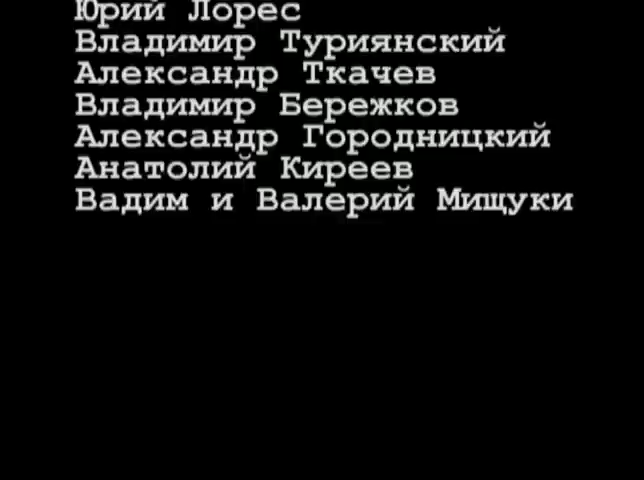 Юрий Лорес
Владимир Туриянский
Александр Ткачев
Владимир Бережков
Александр Городницкий
Анатолий Киреев
Вадим и Валерий Мищуки